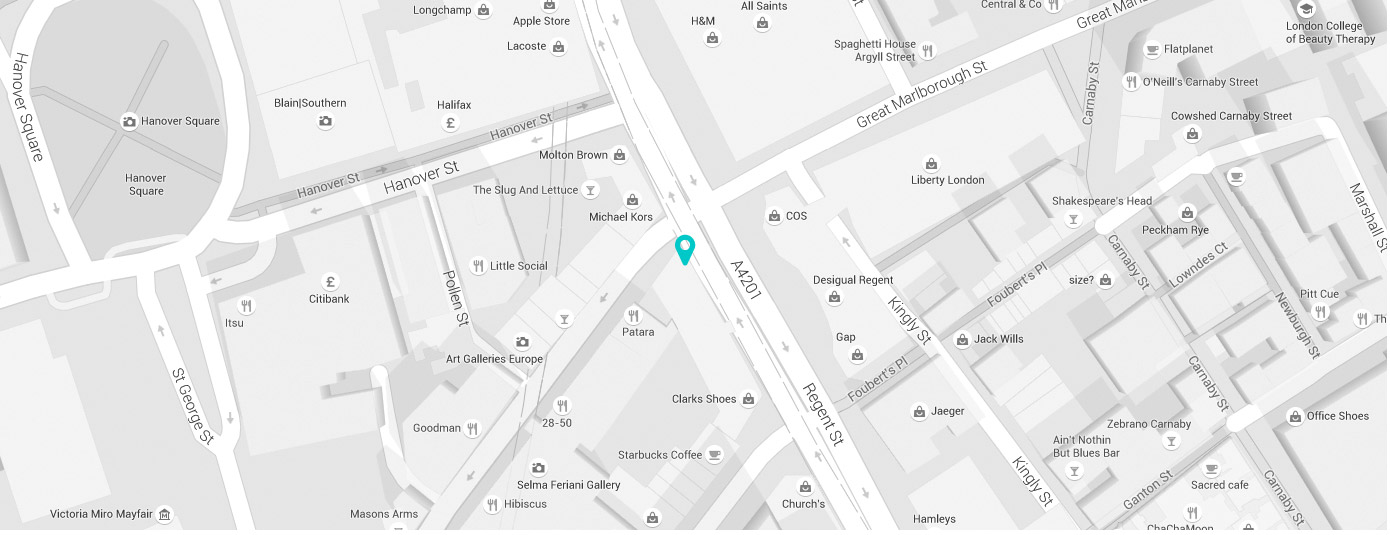 Longchamp
Apple Store
Lacoste
H&M
All Saints
Central & Co
Great Marl
London College
of Beauty Therapy
Spaghetti House
Argyll Street
Flatplanet
O'Neill's Carnaby Street
Hanover Square
Blain|Southern
Halifax
£
Hanover Square
Hanover
Square
Hanover St
Hanover St
Hanover St
Great Marlborough St
Carnaby St
Cowshed Carnaby Street
Molton Brown
The Slug And Lettuce
Michael Kors
Liberty London
COS
Shakespeare's Head
Peckham Rye
Marshall S
Little Social
Pollen St
£
Citibank
Itsu
A4201
Desigual Regent
Foubert's Pl
size?
Carnaby St
Lowndes Ct
Newburgh St
Pitt Cue
Th
Patara
Art Galleries Europe
Gap
Kingly St
Jack Wills
Foubert's Pl
Carnaby St
St George St
Clarks Shoes
Regent St
Jaeger
Office Shoes
Goodman
28-50
Zebrano Carnaby
Ain't Nothin
But Blues Bar
Starbucks Coffee
Kingly St
Sacred cafe
Ganton St
Carnaby St
Selma Feriani Gallery
Hibiscus
Church's
Victoria Miro Mayfair
Masons Arms
Hamleys
ChaChaMoon